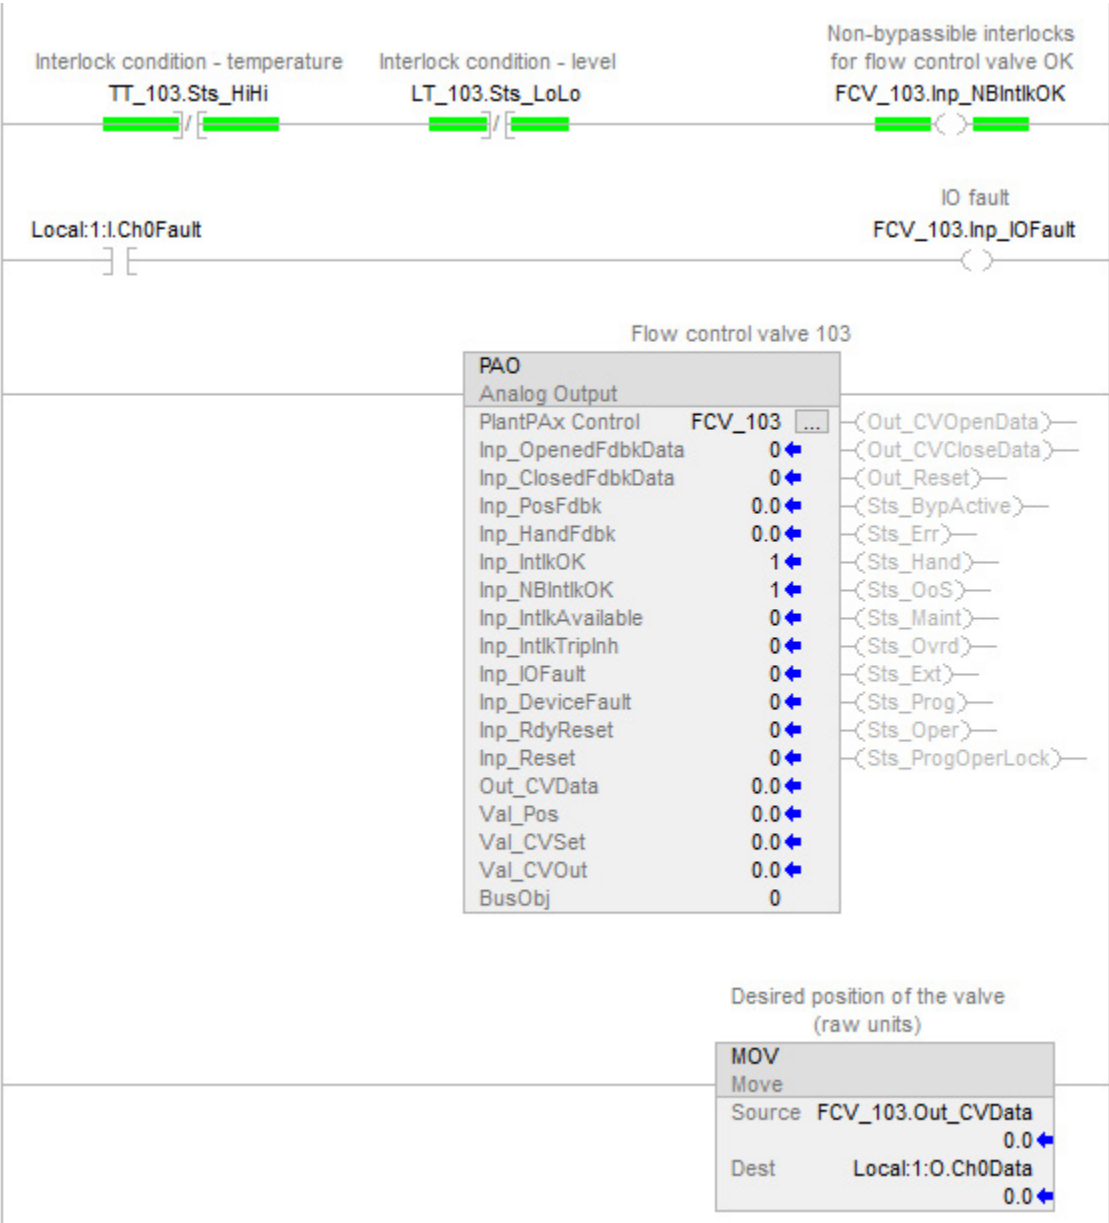 Non-bypassible interlocks
Interlock condition - temperature Interlock condition - level for flow control valve OK
TT_103.Sts_HiHi LT_103.Sts_LoLo FCV_103.Inp_NBIntlkOK
IO fault
Local:1:I.Ch0Fault FCV_103.Inp_IOFault
Flow control valve 103
PAO
Analog Output
PlantPAx Control FCV_103 ... Out_CVOpenData
Inp_OpenedFdbkData 0 Out_CVCloseData
Inp_ClosedFdbkData 0 Out_Reset
Inp_PosFdbk 0.0 Sts_BypActive
Inp_HandFdbk 0.0 Sts_Err
Inp_IntlkOK 1 Sts_Hand
Inp_NBIntlkOK 1 Sts_OoS
Inp_IntlkAvailable 0 Sts_Maint
Inp_IntlkTripInh 0 Sts_Ovrd
Inp_IOFault 0 Sts_Ext
Inp_DeviceFault 0 Sts_Prog
Inp_RdyReset 0 Sts_Oper
Inp_Reset 0 Sts_ProgOperLock
Out_CVData 0.0
Val_Pos 0.0
Val_CVSet 0.0
Val_CVOut 0.0
BusObj 0
Desired position of the valve
(raw units)
MOV
Move
Source FCV_103.Out_CVData
0.0
Dest Local:1:O.Ch0Data
0.0